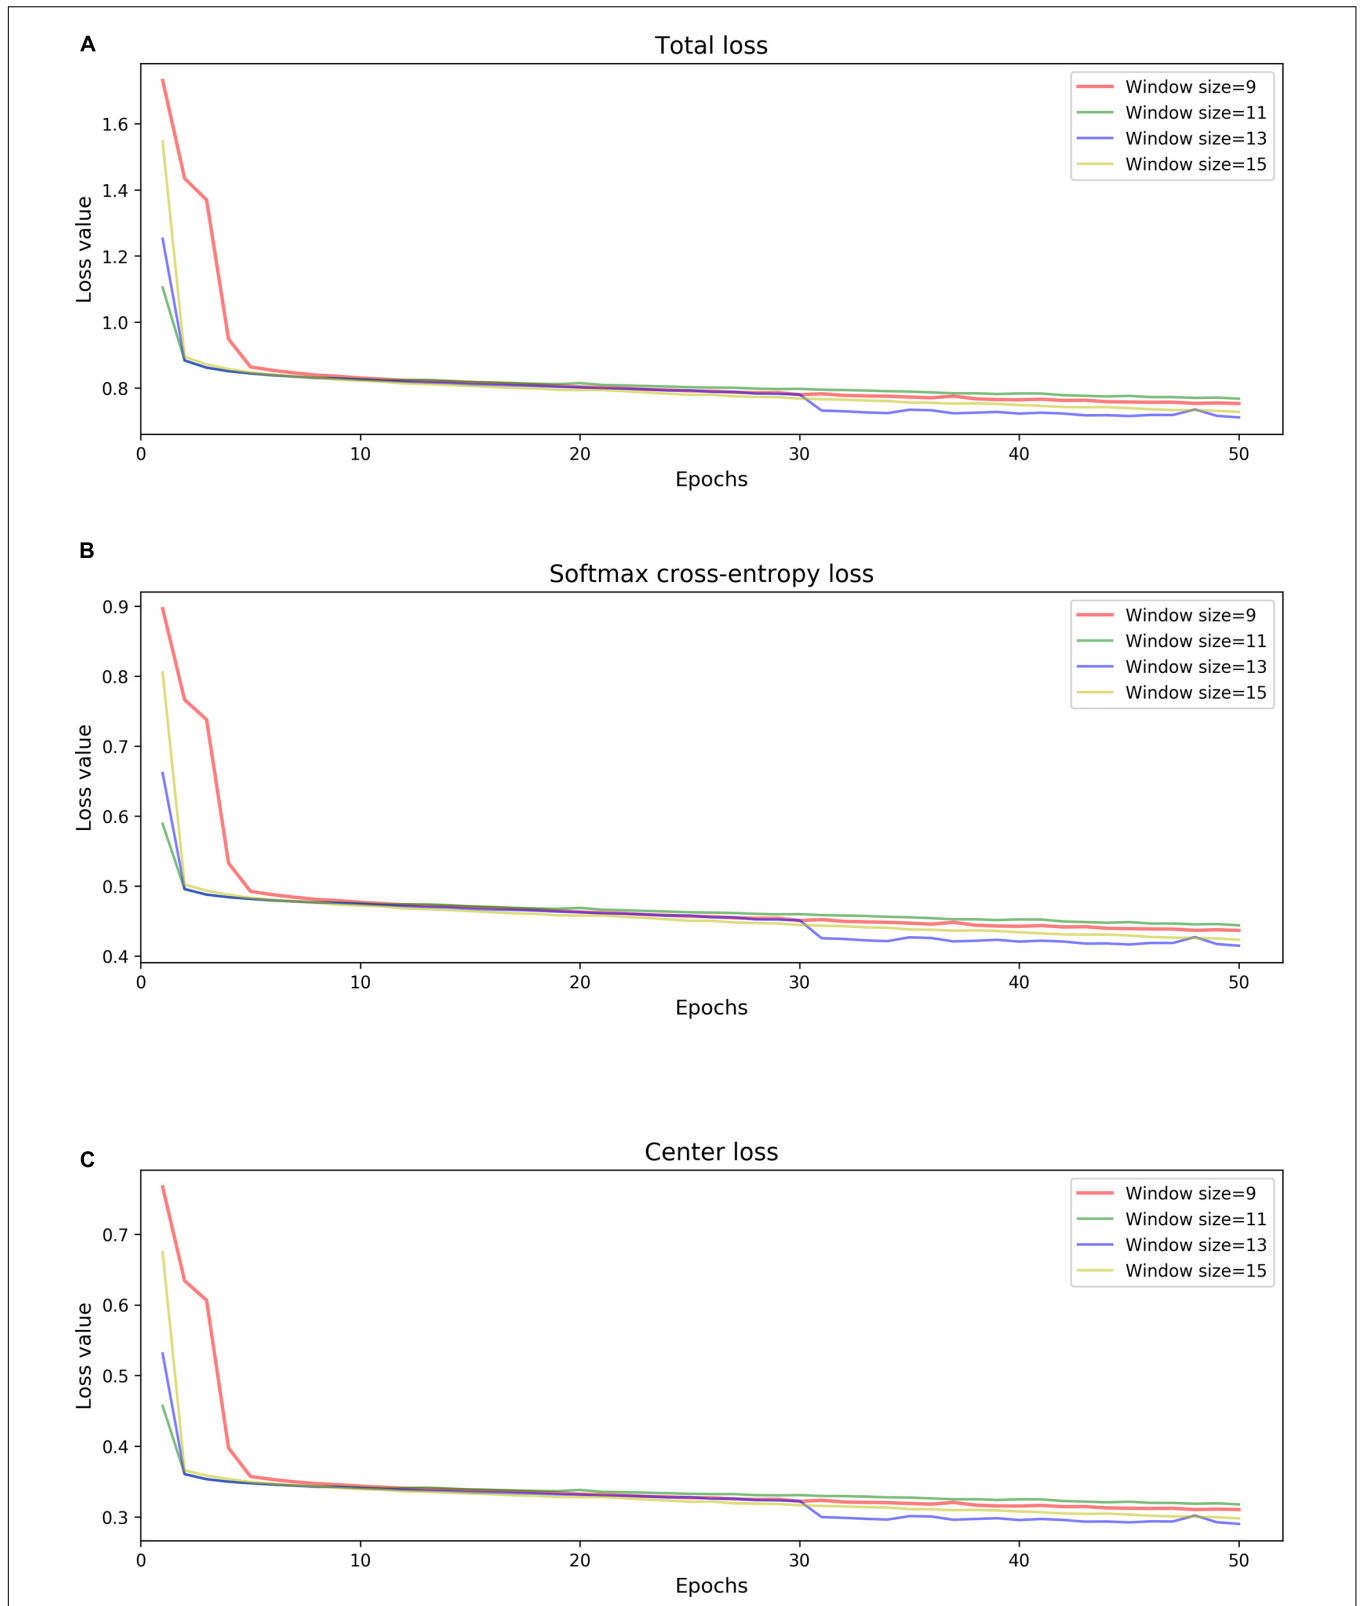 A
Total loss
Window size=9
Window size=11
Window size=13
Window size=15
1.6
1.4
1.2
1.0
0.8
Loss value
0 10 20 30 40 50
Epochs
B
Softmax cross-entropy loss
Window size=9
Window size=11
Window size=13
Window size=15
0.9
0.8
0.7
0.6
0.5
0.4
Loss value
0 10 20 30 40 50
Epochs
C
Center loss
Window size=9
Window size=11
Window size=13
Window size=15
0.7
0.6
0.5
0.4
0.3
Loss value
0 10 20 30 40 50
Epochs